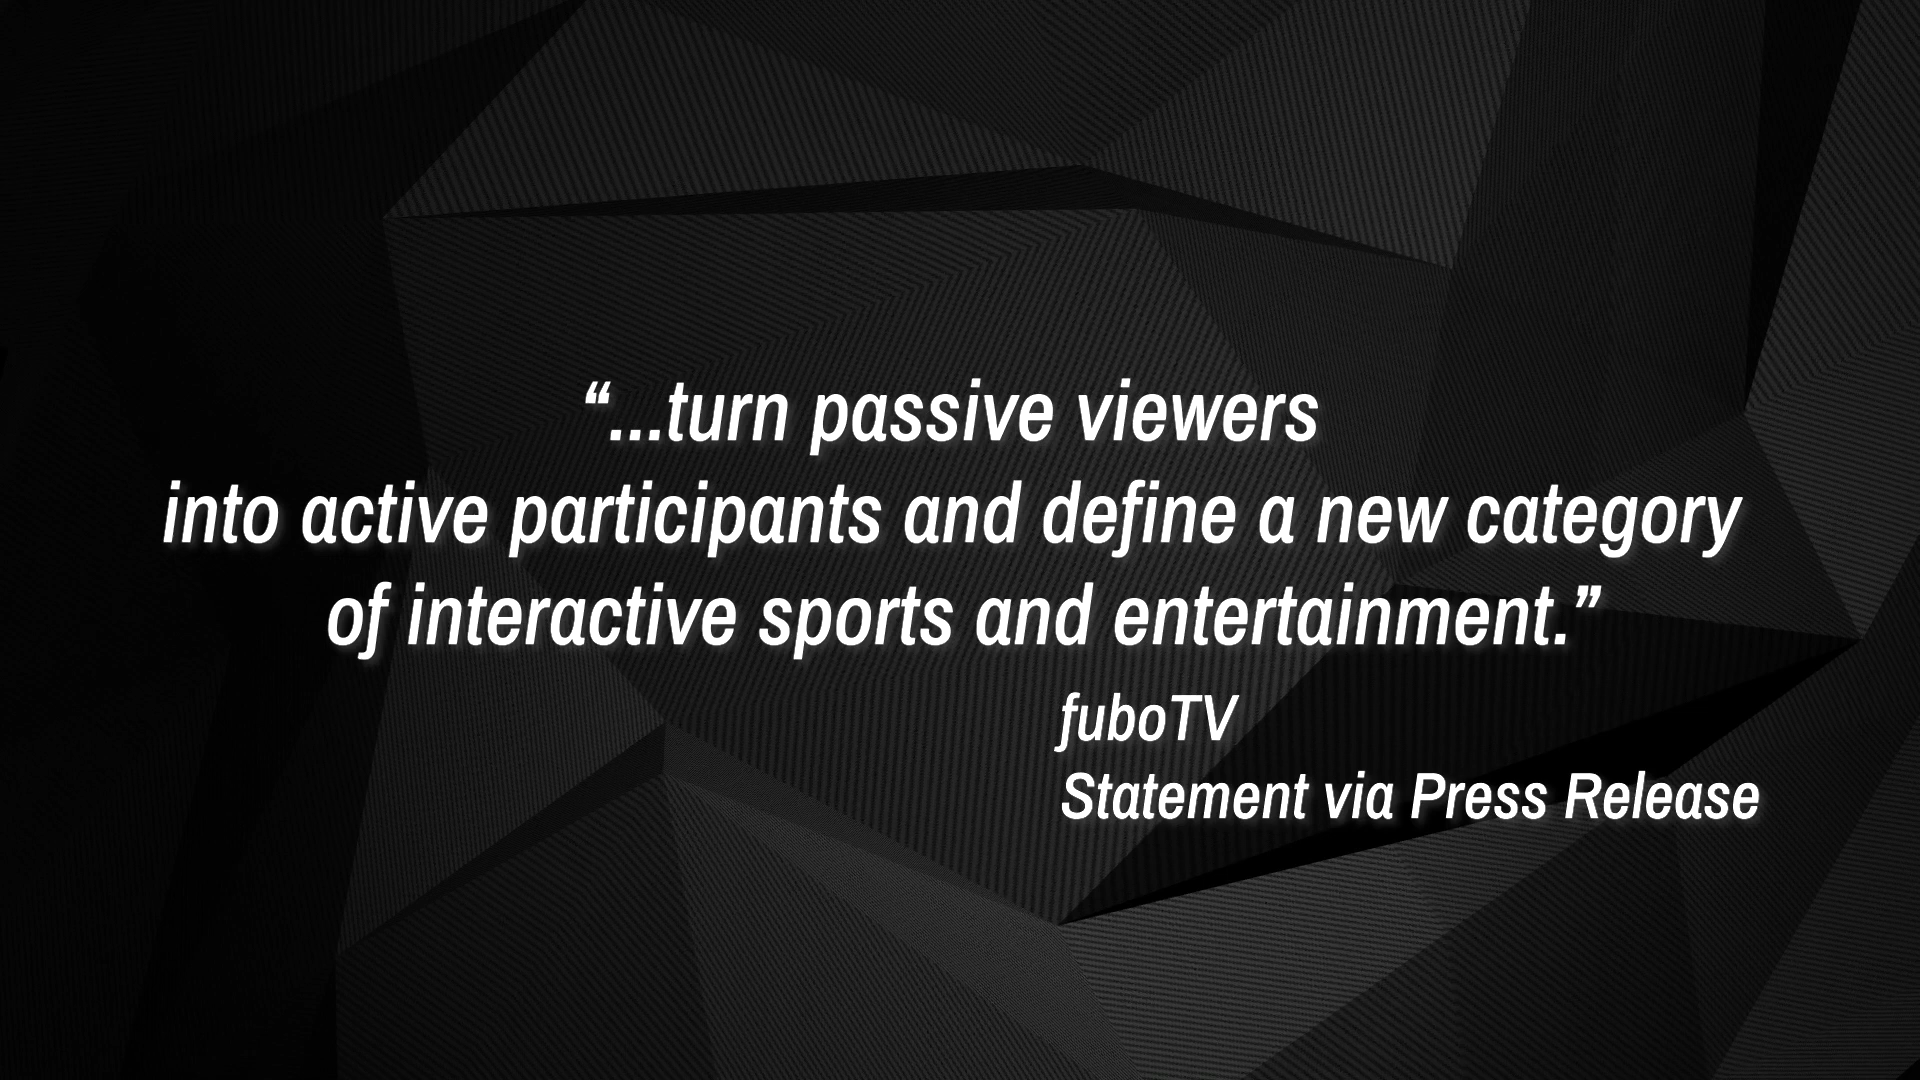 “...turn passive viewers
into active participants and define a new category
of interactive sports and entertainment.”
fuboTV
Statement via Press Release